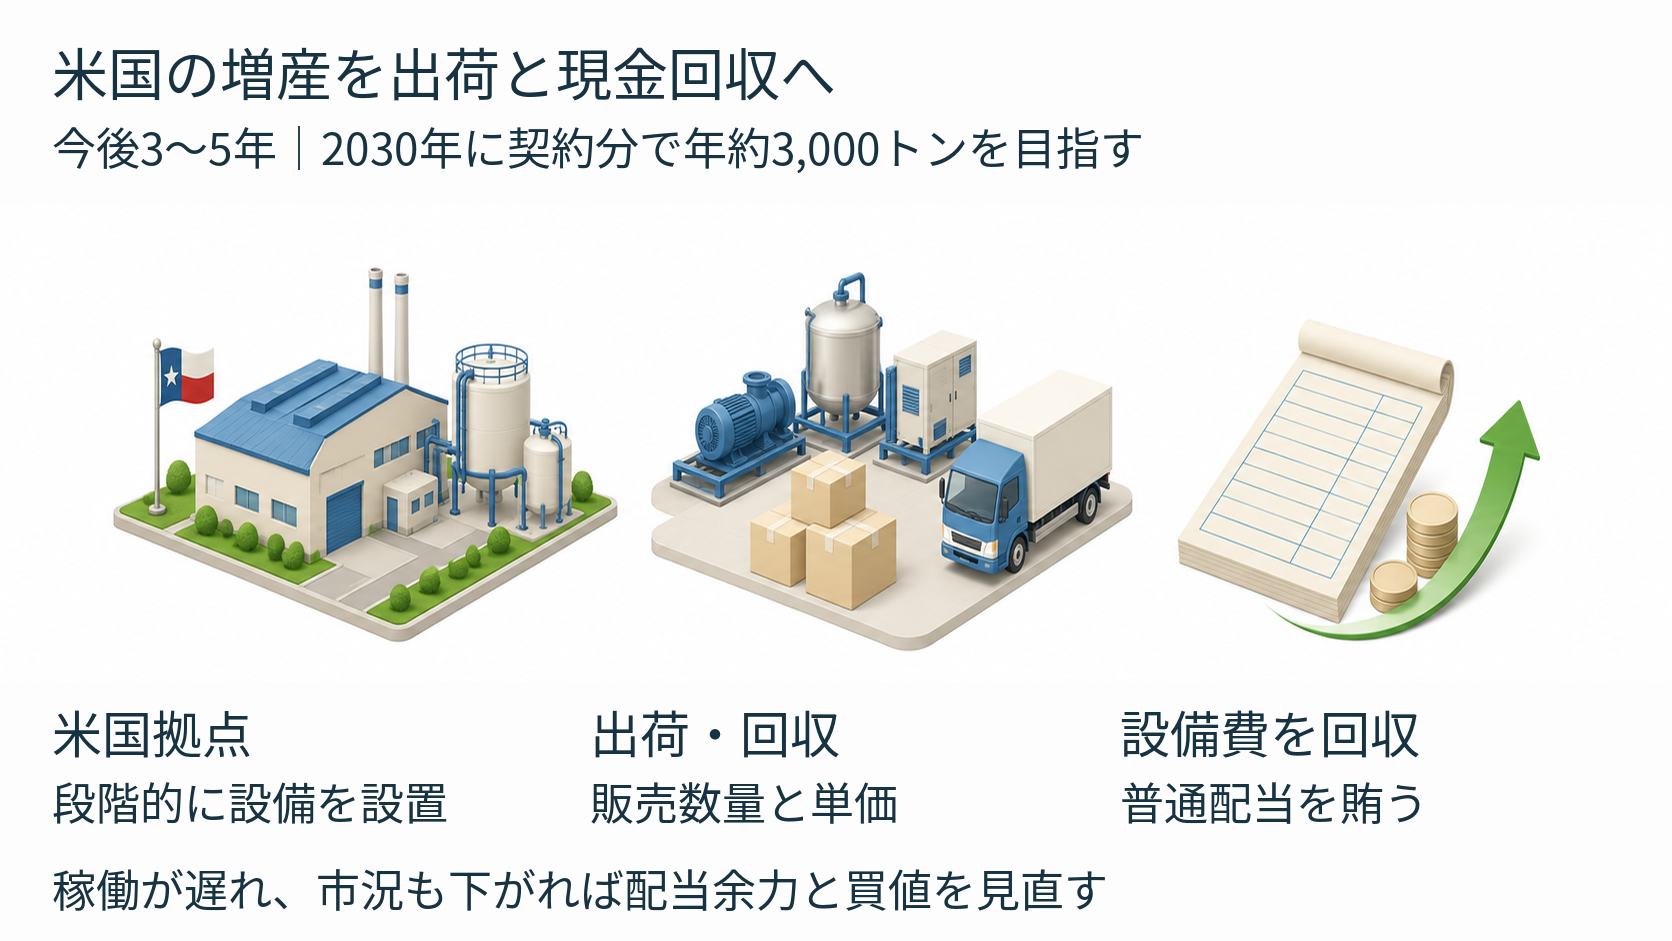 米国の増産を出荷と現金回収へ
今後3〜5年｜2030年に契約分で年約3,000トンを目指す
米国拠点
段階的に設備を設置
出荷・回収
販売数量と単価
設備費を回収
普通配当を賄う
稼働が遅れ、市況も下がれば配当余力と買値を見直す